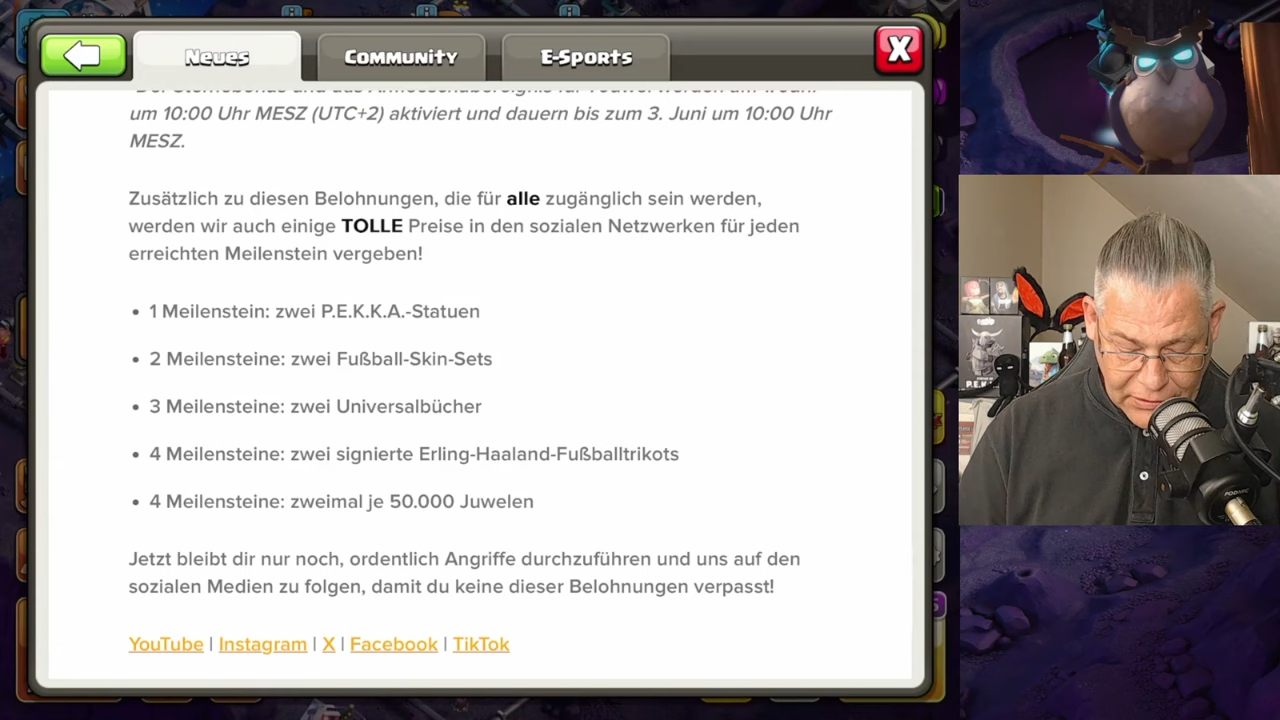 Neues
Community
E-Sports
X
um 10:00 Uhr MESZ (UTC+2) aktiviert und dauern bis zum 3. Juni um 10:00 Uhr
MESZ.
Zusätzlich zu diesen Belohnungen, die für alle zugänglich sein werden,
werden wir auch einige TOLLE Preise in den sozialen Netzwerken für jeden
erreichten Meilenstein vergeben!
• 1 Meilenstein: zwei P.E.K.K.A.-Statuen
• 2 Meilensteine: zwei Fußball-Skin-Sets
• 3 Meilensteine: zwei Universalbücher
• 4 Meilensteine: zwei signierte Erling-Haaland-Fußballtrikots
• 4 Meilensteine: zweimal je 50.000 Juwelen
Jetzt bleibt dir nur noch, ordentlich Angriffe durchzuführen und uns auf den
sozialen Medien zu folgen, damit du keine dieser Belohnungen verpasst!
YouTube | Instagram | X | Facebook | TikTok
PODMIC